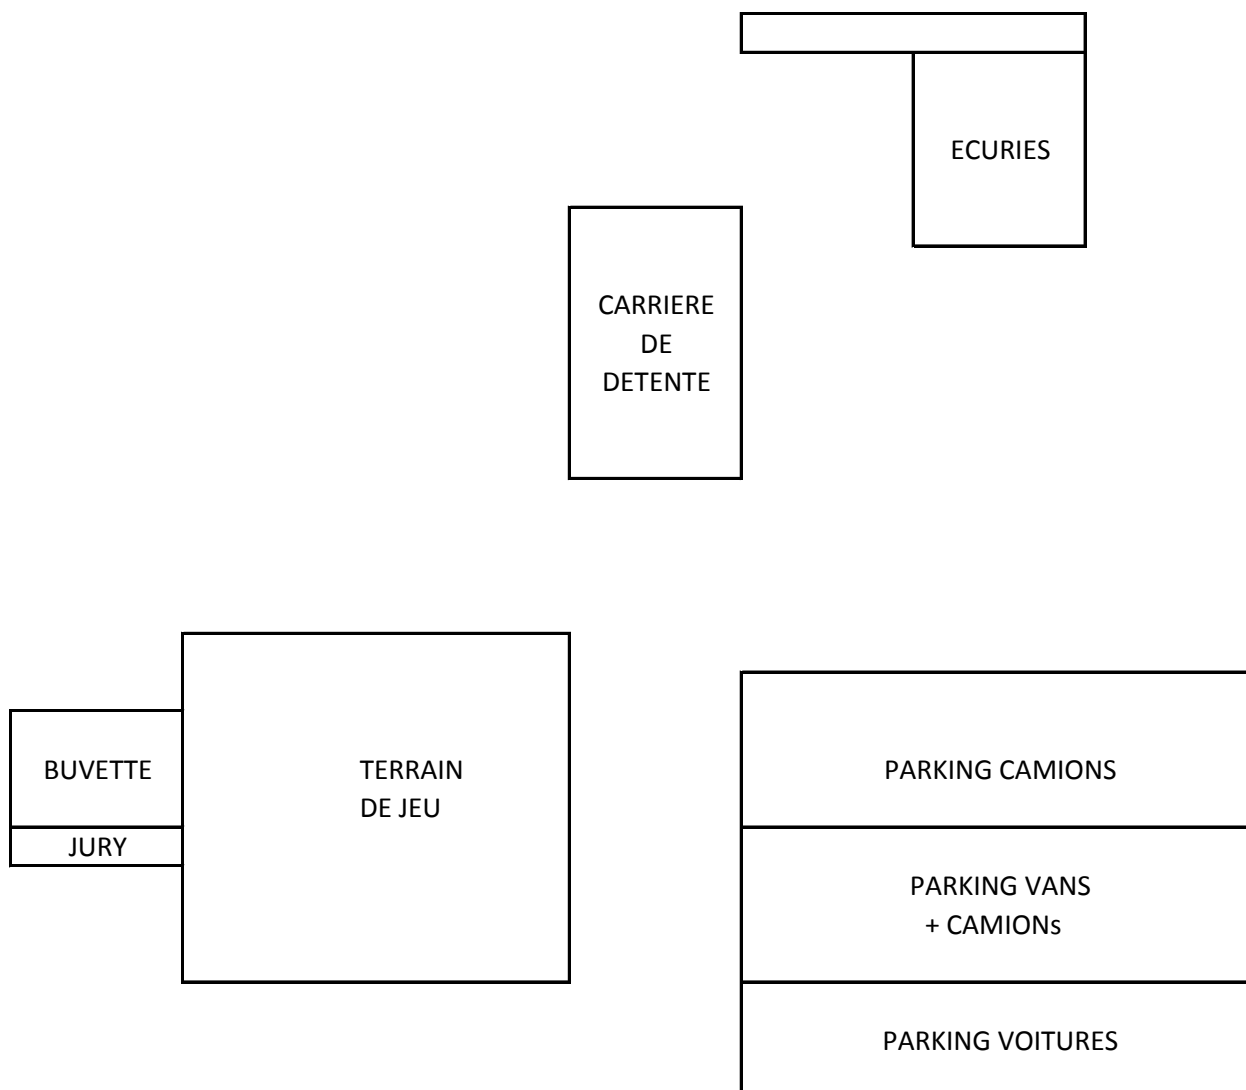 ECURIES
CARRIERE
DE
DETENTE
BUVETTE
JURY
TERRAIN
DE JEU
PARKING CAMIONS
PARKING VANS
+ CAMIONs
PARKING VOITURES